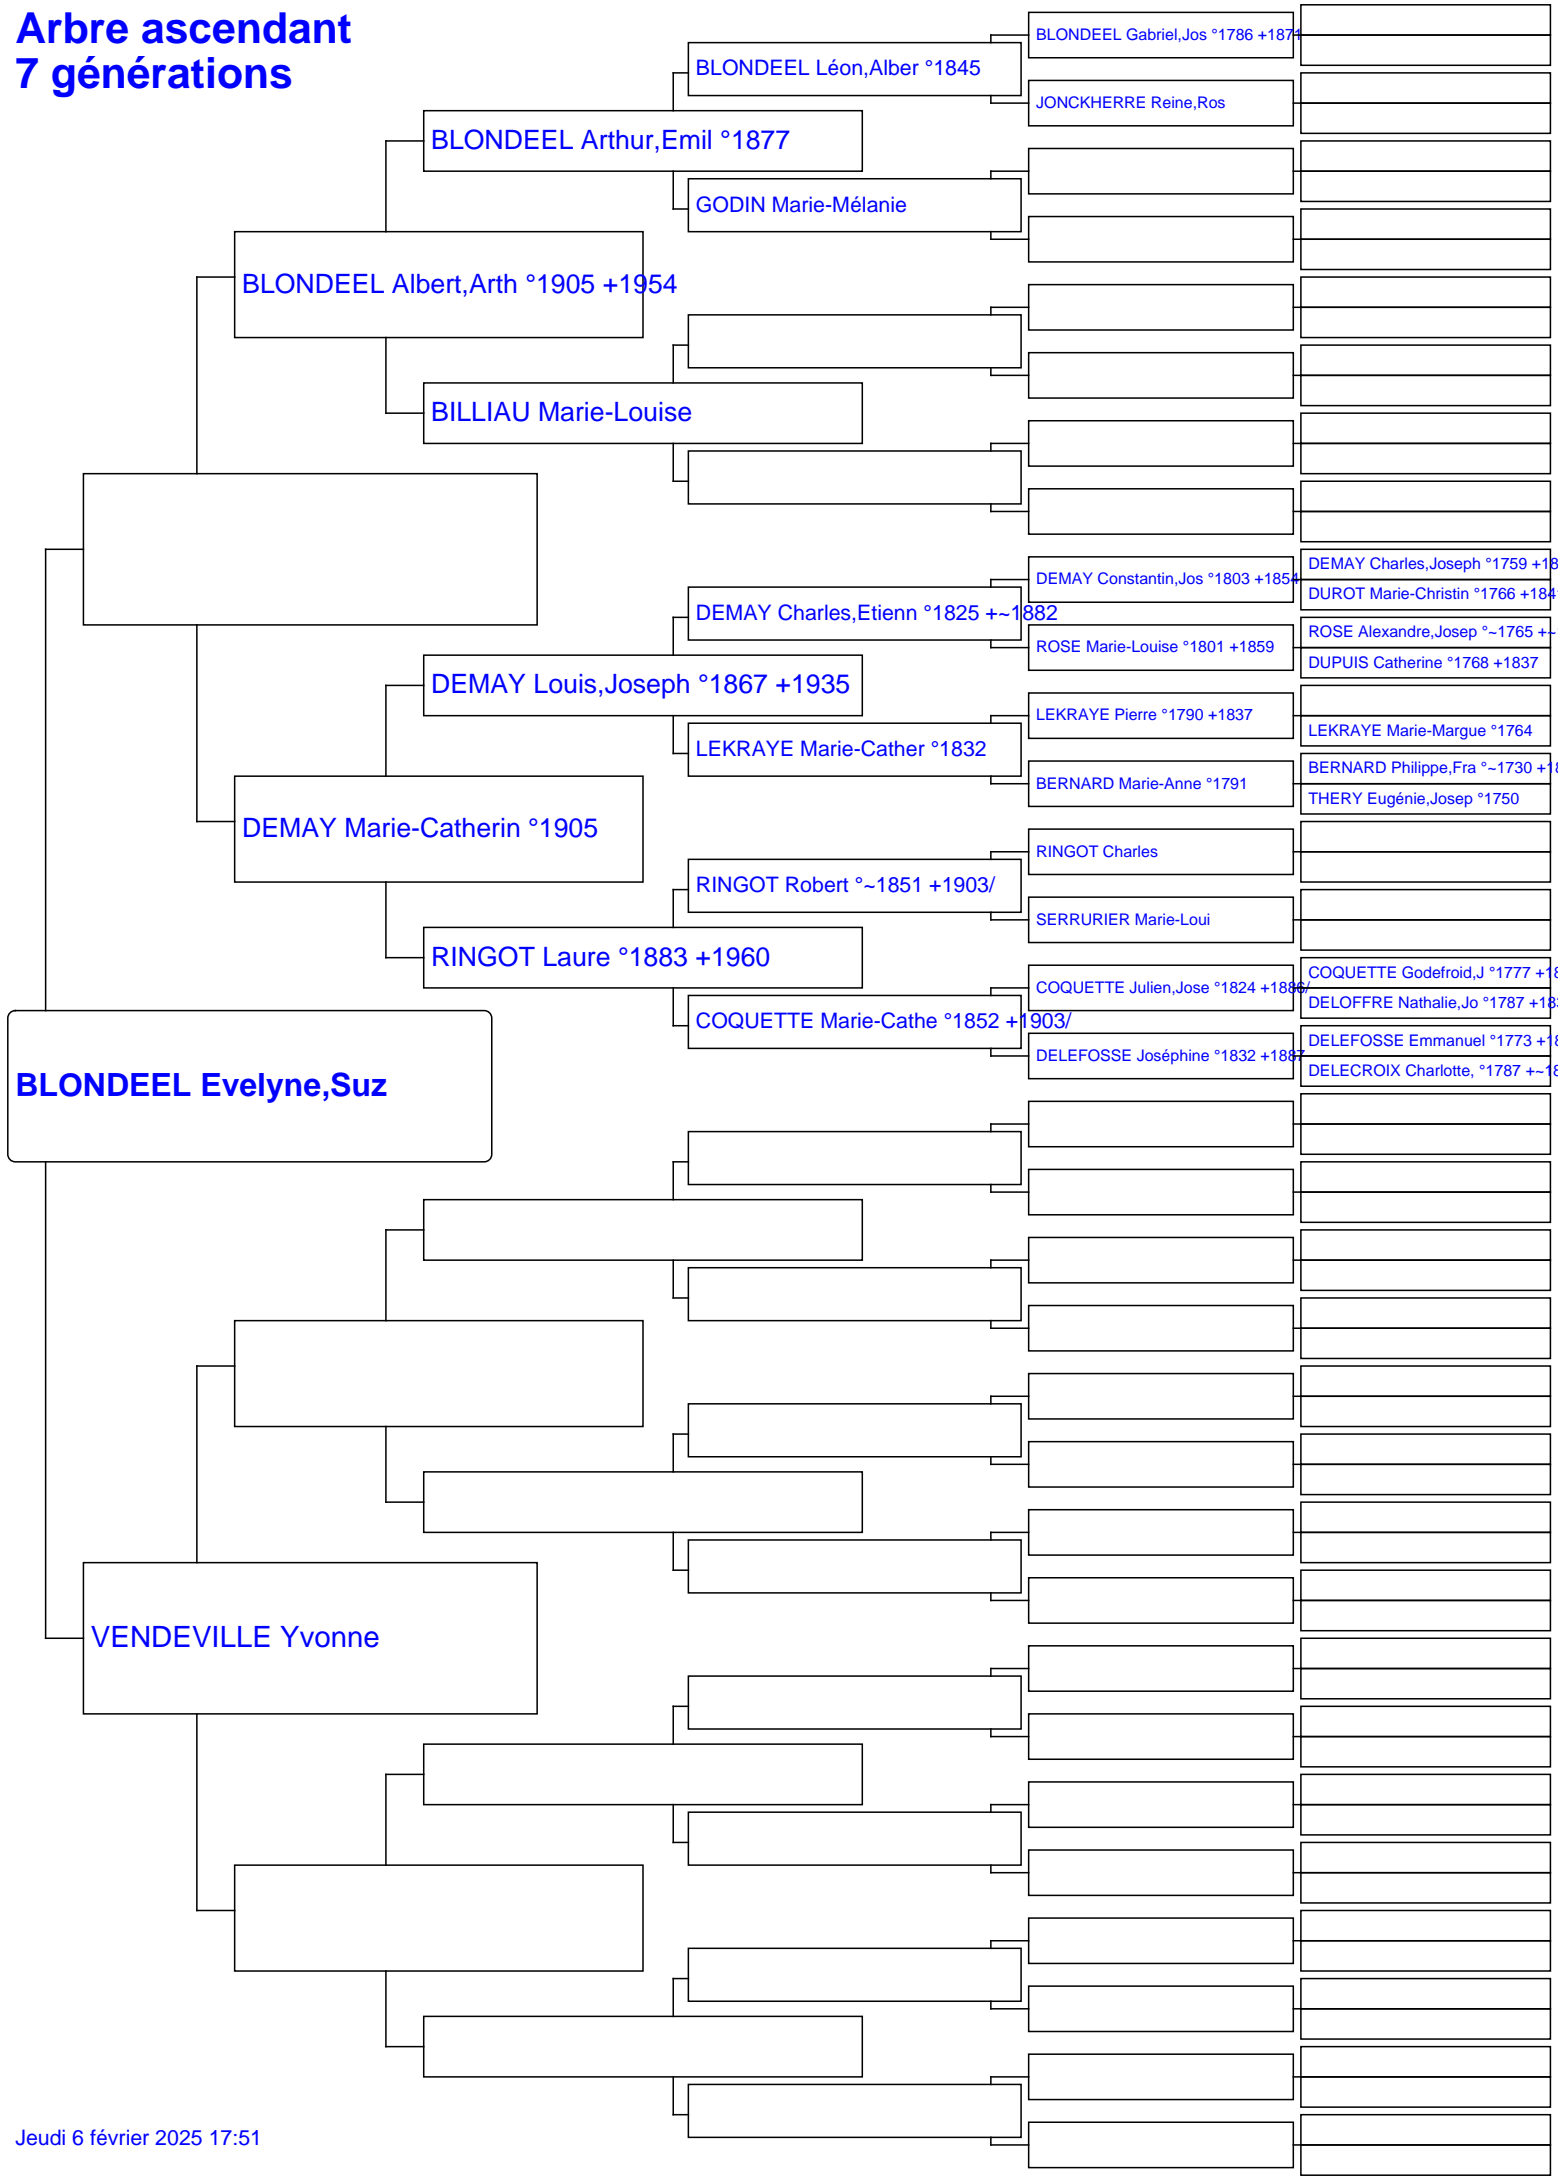 Arbre ascendant
7 générations
BLONDEEL Gabriel,Jos °1786 +1871
BLONDEEL Léon,Alber °1845
JONCKHERRE Reine,Ros
BLONDEEL Arthur,Emil °1877
GODIN Marie-Mélanie
BLONDEEL Albert,Arth °1905 +1954
BILLIAU Marie-Louise
DEMAY Charles,Joseph °1759 +18
DEMAY Constantin,Jos °1803 +1854
DUROT Marie-Christin °1766 +184
DEMAY Charles,Etienn °1825 +~1882
ROSE Alexandre,Josep °~1765 +~
ROSE Marie-Louise °1801 +1859
DUPUIS Catherine °1768 +1837
DEMAY Louis,Joseph °1867 +1935
LEKRAYE Pierre °1790 +1837
LEKRAYE Marie-Margue °1764
LEKRAYE Marie-Cather °1832
BERNARD Philippe,Fra °~1730 +18
BERNARD Marie-Anne °1791
THERY Eugénie,Josep °1750
DEMAY Marie-Catherin °1905
RINGOT Charles
RINGOT Robert °~1851 +1903/
SERRURIER Marie-Loui
RINGOT Laure °1883 +1960
COQUETTE Godefroid,J °1777 +18
COQUETTE Julien,Jose °1824 +1886/
DELOFFRE Nathalie,Jo °1787 +183
COQUETTE Marie-Cathe °1852 +1903/
DELEFOSSE Emmanuel °1773 +18
DELEFOSSE Joséphine °1832 +1887
DELECROIX Charlotte, °1787 +~18
BLONDEEL Evelyne,Suz
VENDEVILLE Yvonne
Jeudi 6 février 2025 17:51